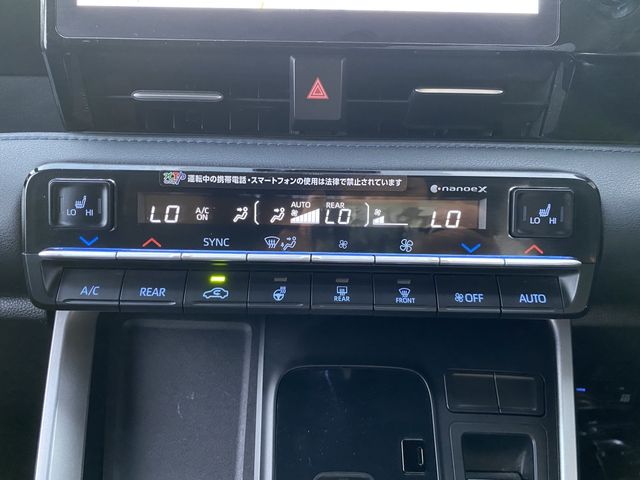 運転中の携帯電話・スマートフォンの使用は法律で禁止されています
nanoeX
LO HI
LO A/C ON AUTO REAR LO LO
LO HI
SYNC
A/C REAR REAR FRONT OFF AUTO